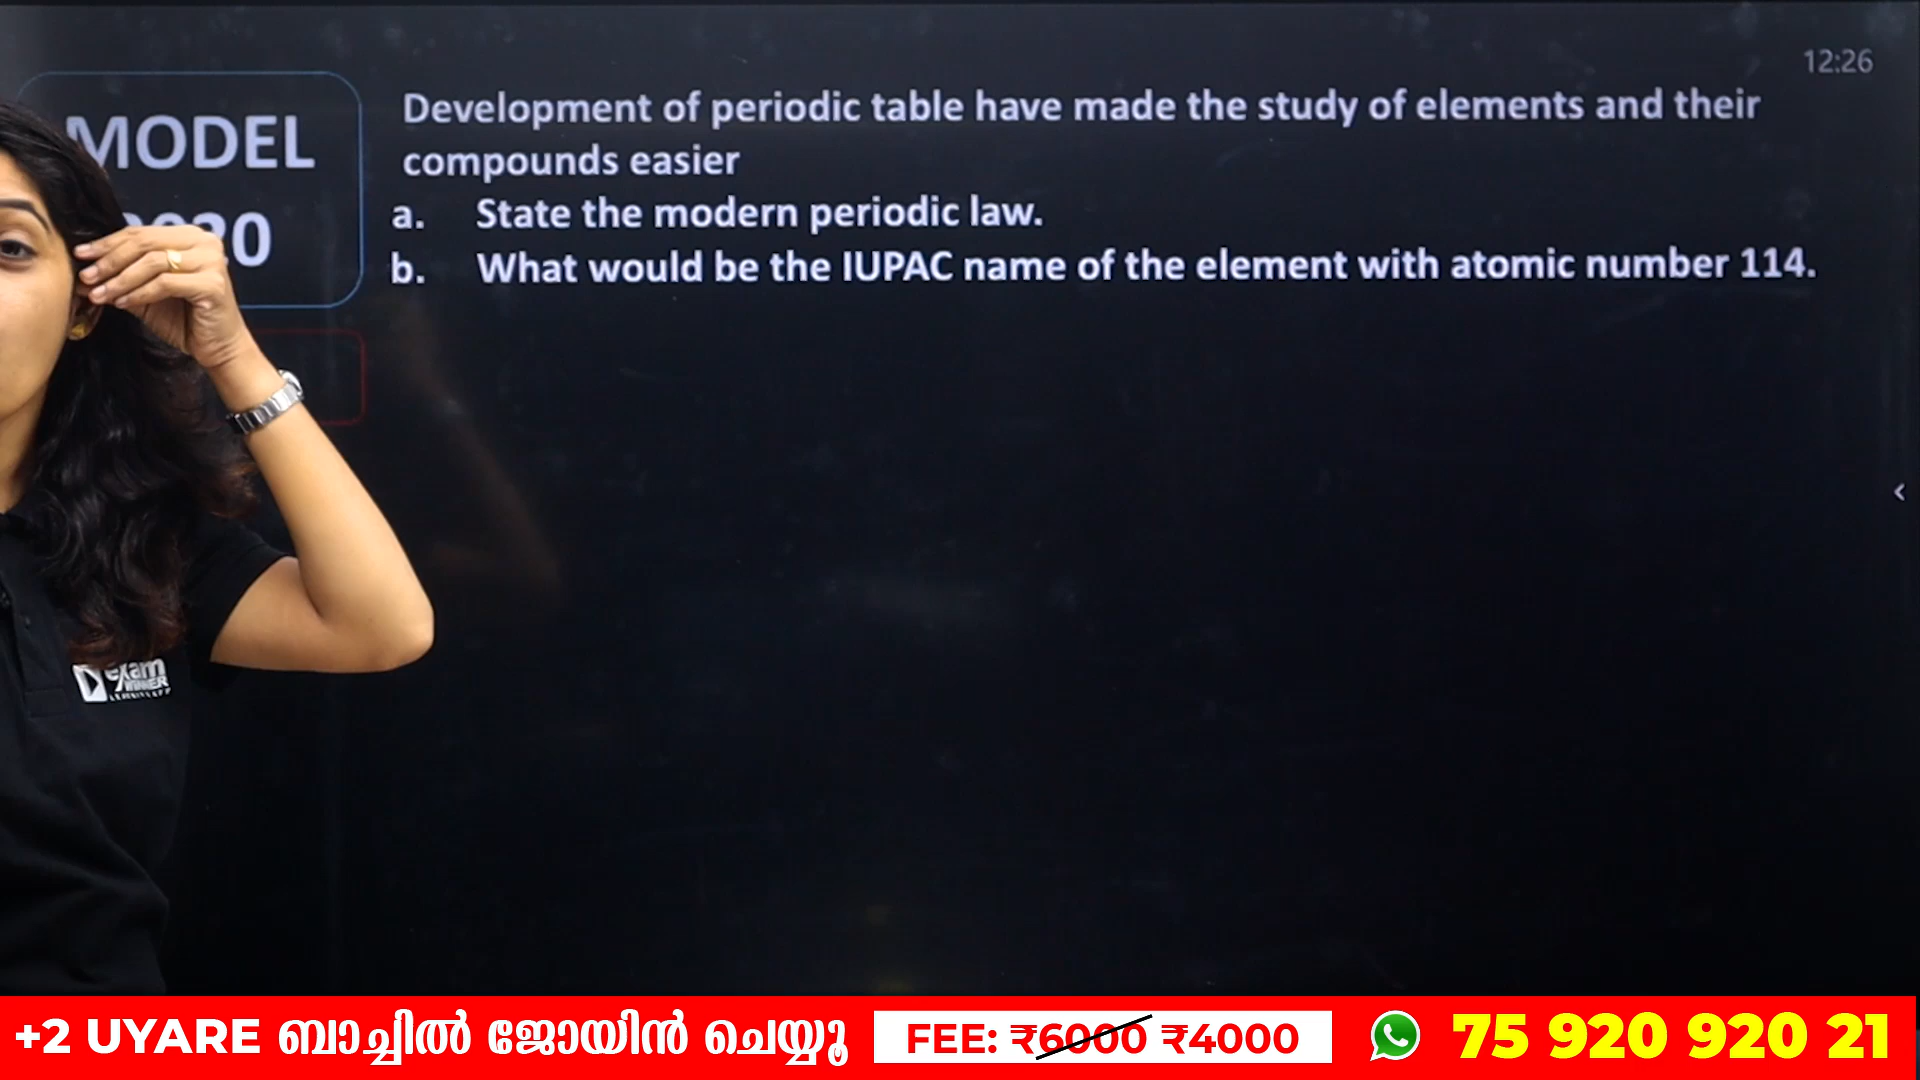 12:26
MODEL
Development of periodic table have made the study of elements and their
compounds easier
a. State the modern periodic law.
b. What would be the IUPAC name of the element with atomic number 114.
exam
WINNER
+2 UYARE ബാച്ചിൽ ജോയിൻ ചെയ്യൂ
FEE: ₹6000 ₹4000
75 920 920 21